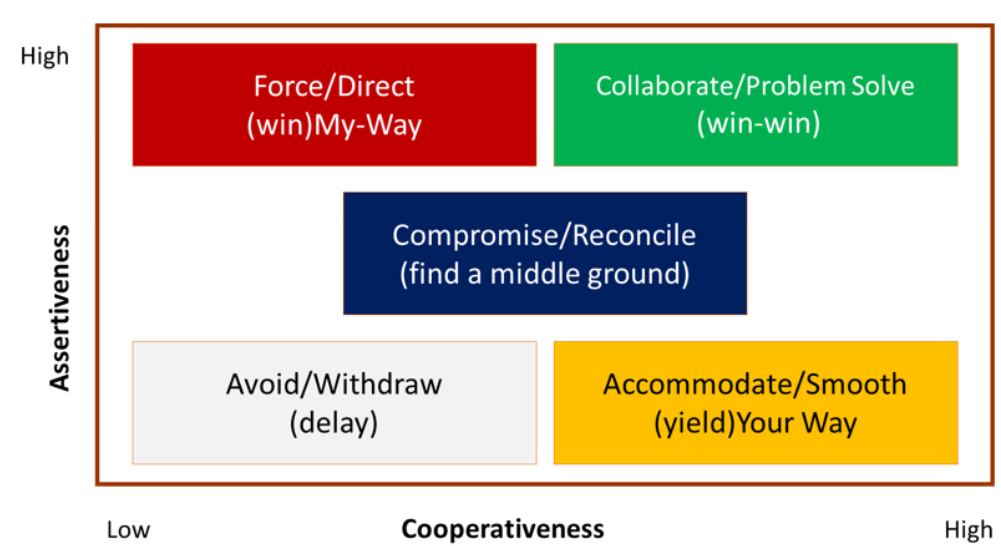 High
Force/Direct
(win)My-Way
Collaborate/Problem Solve
(win-win)
Compromise/Reconcile
(find a middle ground)
Assertiveness
Avoid/Withdraw
(delay)
Accommodate/Smooth
(yield)Your Way
Low
Cooperativeness
High